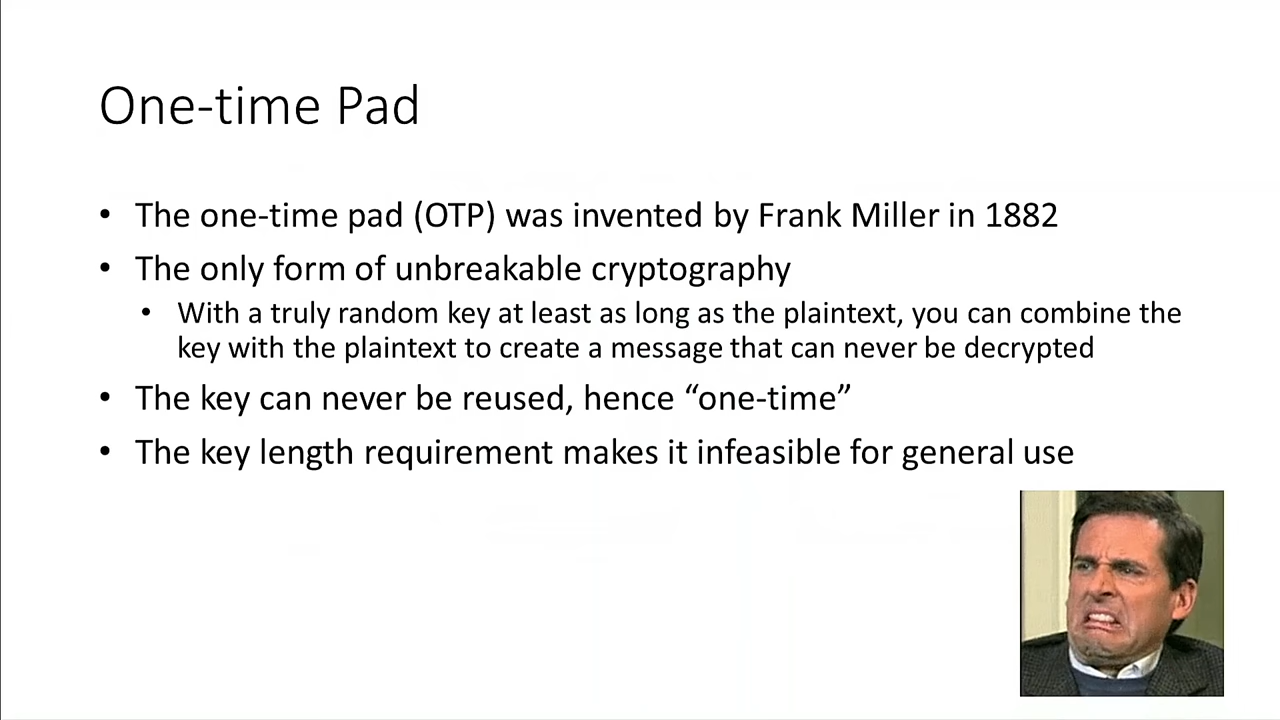 One-time Pad
• The one-time pad (OTP) was invented by Frank Miller in 1882
• The only form of unbreakable cryptography
• With a truly random key at least as long as the plaintext, you can combine the
key with the plaintext to create a message that can never be decrypted
• The key can never be reused, hence “one-time”
• The key length requirement makes it infeasible for general use